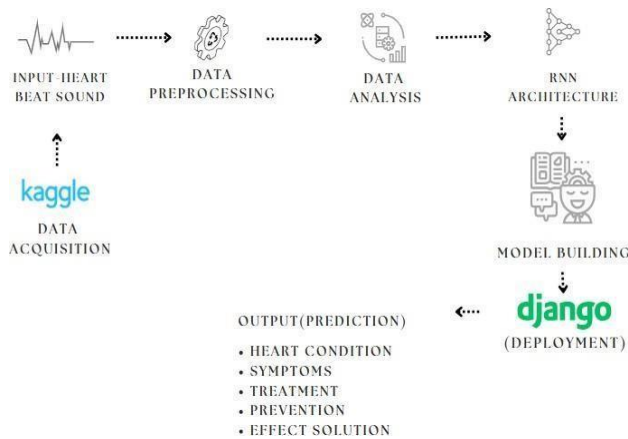 INPUT-HEART
BEAT SOUND
DATA
PREPROCESSING
DATA
ANALYSIS
RNN
ARCHITECTURE
kaggle
DATA
ACQUISITION
MODEL BUILDING
django
(DEPLOYMENT)
OUTPUT(PREDICTION)
• HEART CONDITION
• SYMPTOMS
• TREATMENT
• PREVENTION
• EFFECT SOLUTION